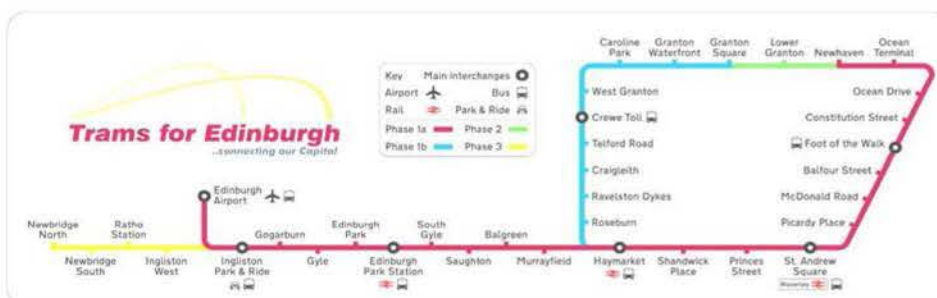 Trams for Edinburgh
...connecting our Capital
Key Main interchanges
Airport Bus
Rail Park & Ride
Phase 1a Phase 2
Phase 1b Phase 3
Caroline
Park
Granton
Waterfront
Granton
Square
Lower
Granton
Newhaven
Ocean
Terminal
West Granton
Crewe Toll
Telford Road
Craigleith
Ravelston Dykes
Roseburn
Ocean Drive
Constitution Street
Foot of the Walk
Balfour Street
McDonald Road
Picardy Place
Edinburgh
Airport
Newbridge
North
Ratho
Station
Gogarburn
Edinburgh
Park
South
Gyle
Balgreen
Newbridge
South
Ingliston
West
Ingliston
Park & Ride
Gyle
Edinburgh
Park Station
Saughton
Murrayfield
Haymarket
Shandwick
Place
Princes
Street
St. Andrew
Square
Waverley